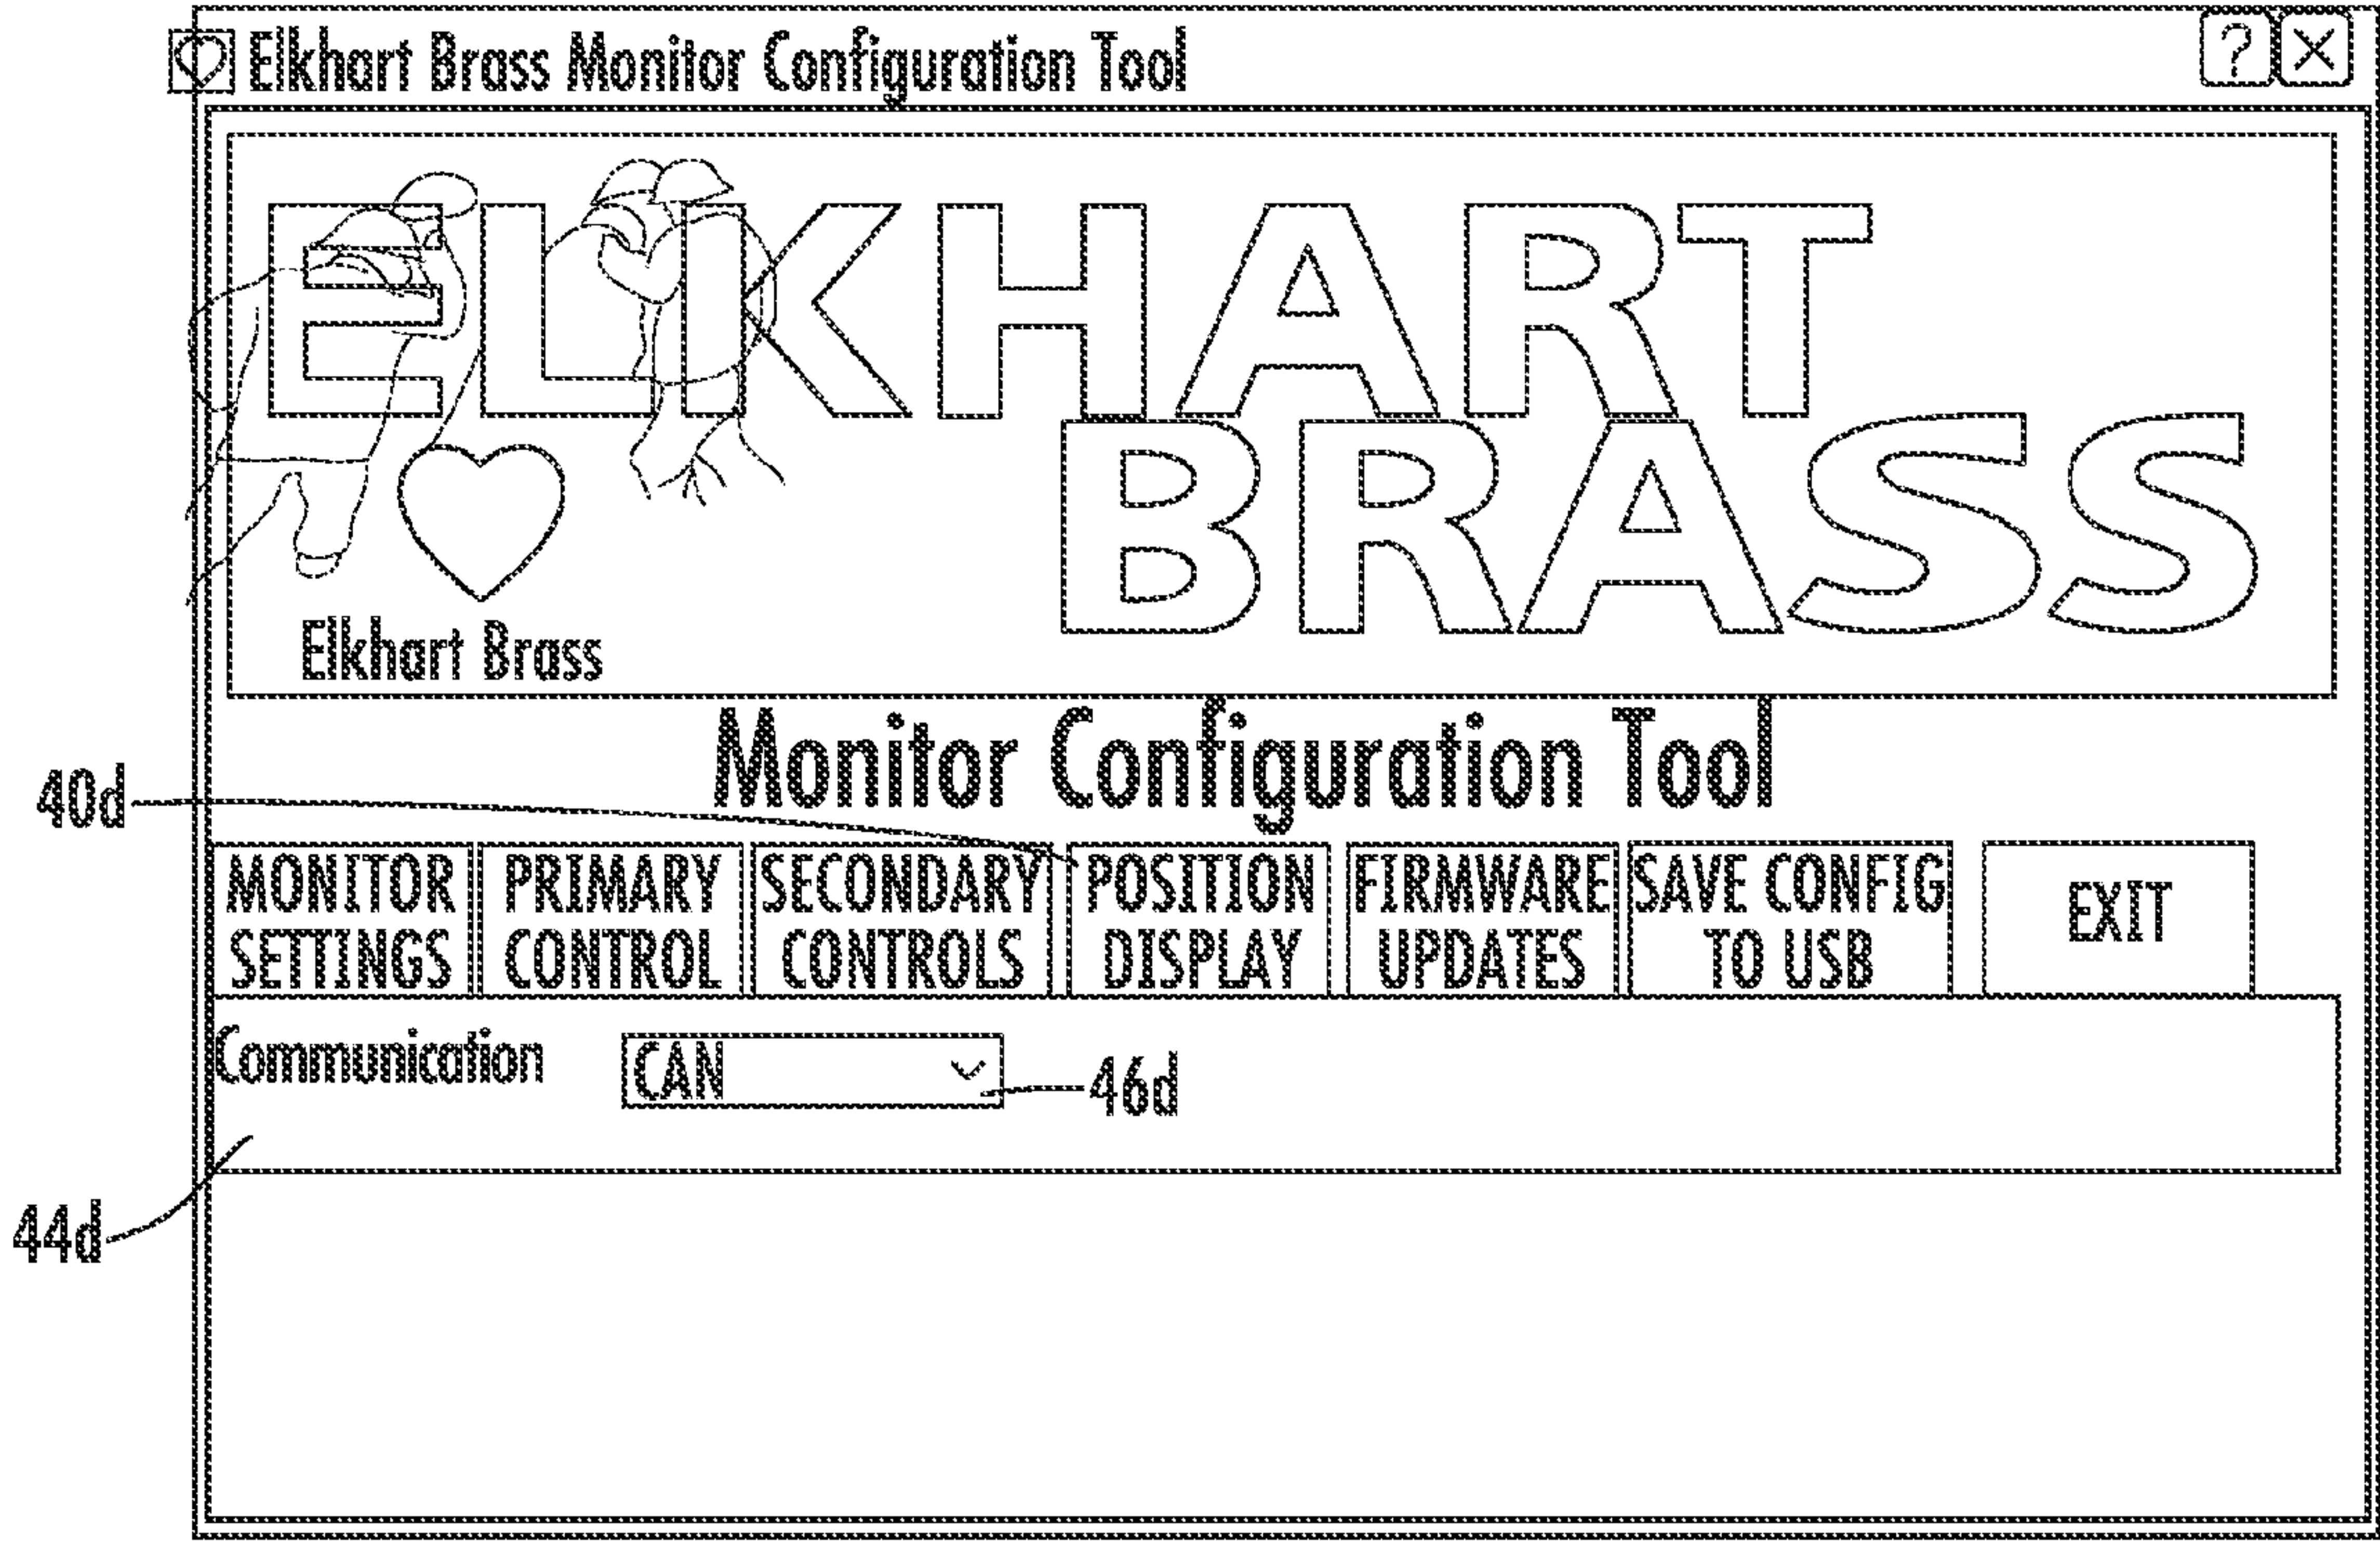 Elkhart Brass Monitor Configuration Tool
?
ELKHART
BRASS
Elkhart Brass
Monitor Configuration Tool
40d
MONITOR SETTINGS
PRIMARY CONTROL
SECONDARY CONTROLS
POSITION DISPLAY
FIRMWARE UPDATES
SAVE CONFIG TO USB
EXIT
Communication
CAN
46d
44d